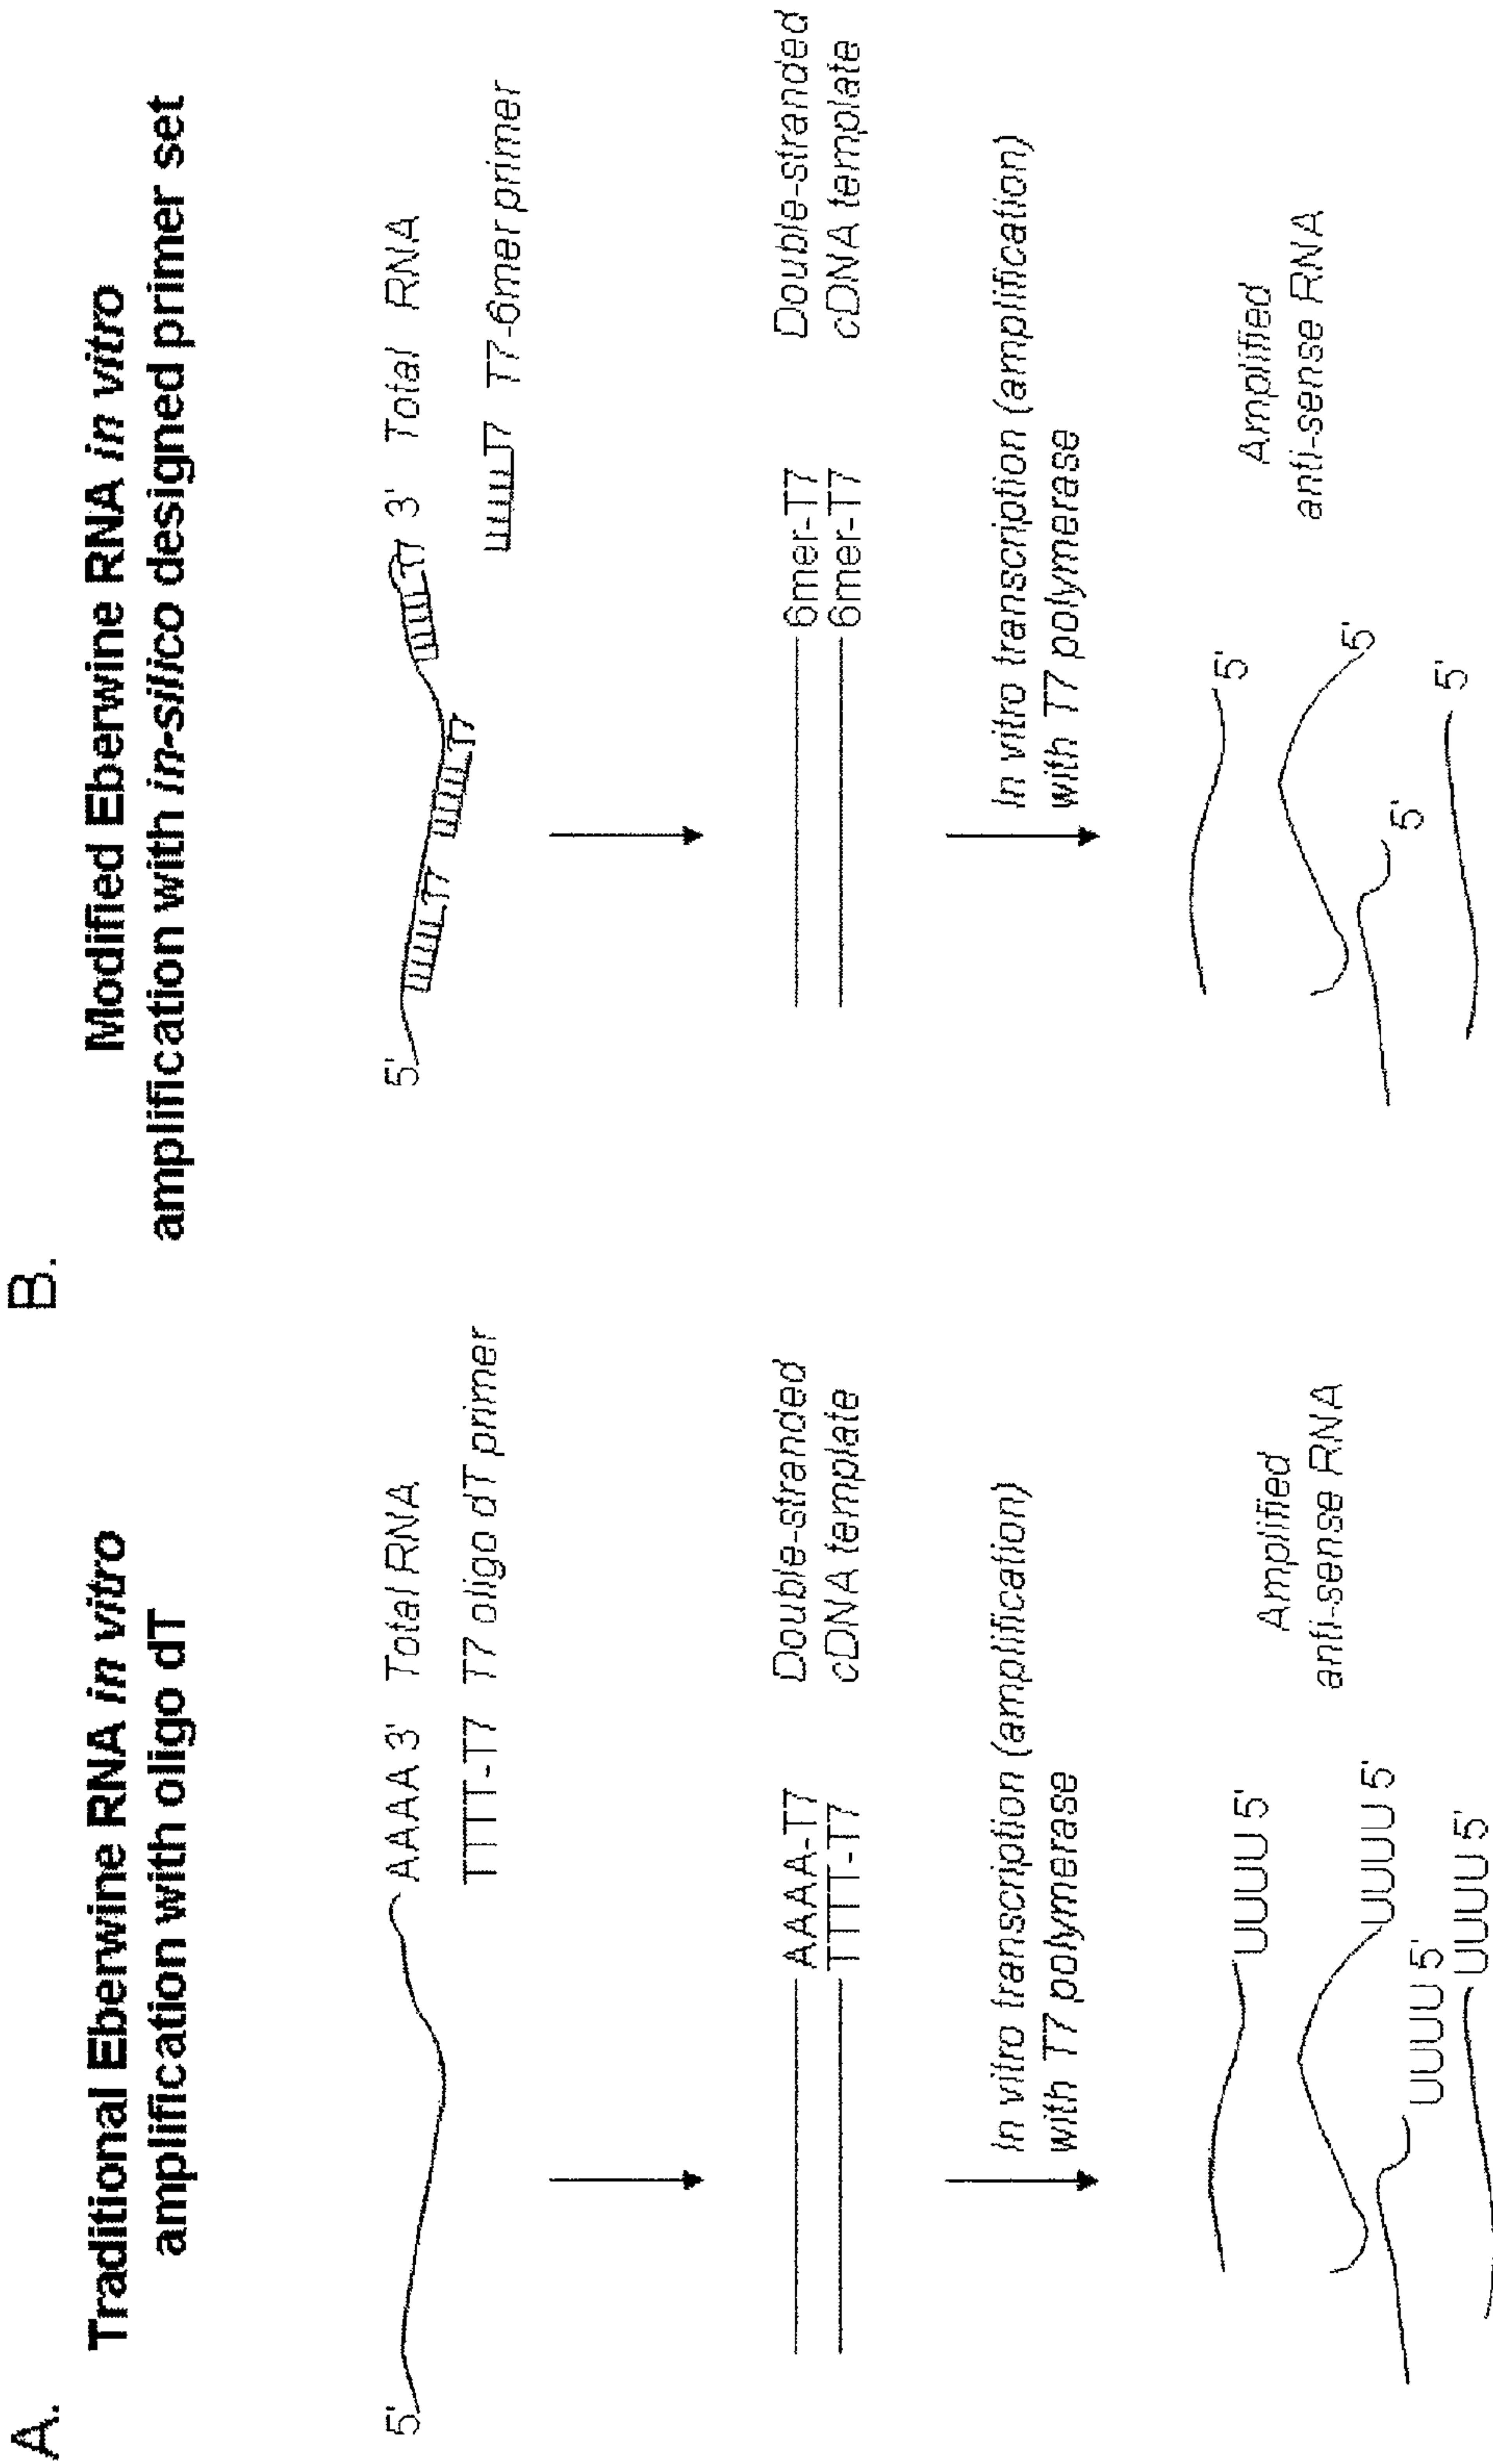 A.
Traditional Eberwine RNA in vitro
amplification with oligo dT
5'
AAAA 3' Total RNA
TTTT-T7 T7 oligo dT primer
AAAA-T7
TTTT-T7
Double-stranded
cDNA template
In vitro transcription (amplification)
with T7 polymerase
UUUU 5'
UUUU 5'
UUUU 5'
UUUU 5'
Amplified
anti-sense RNA
B.
Modified Eberwine RNA in vitro
amplification with in-silico designed primer set
5'
T7
T7
T7 3' Total RNA
T7 T7-6mer primer
6mer-T7
6mer-T7
Double-stranded
cDNA template
In vitro transcription (amplification)
with T7 polymerase
5'
5'
5'
5'
Amplified
anti-sense RNA